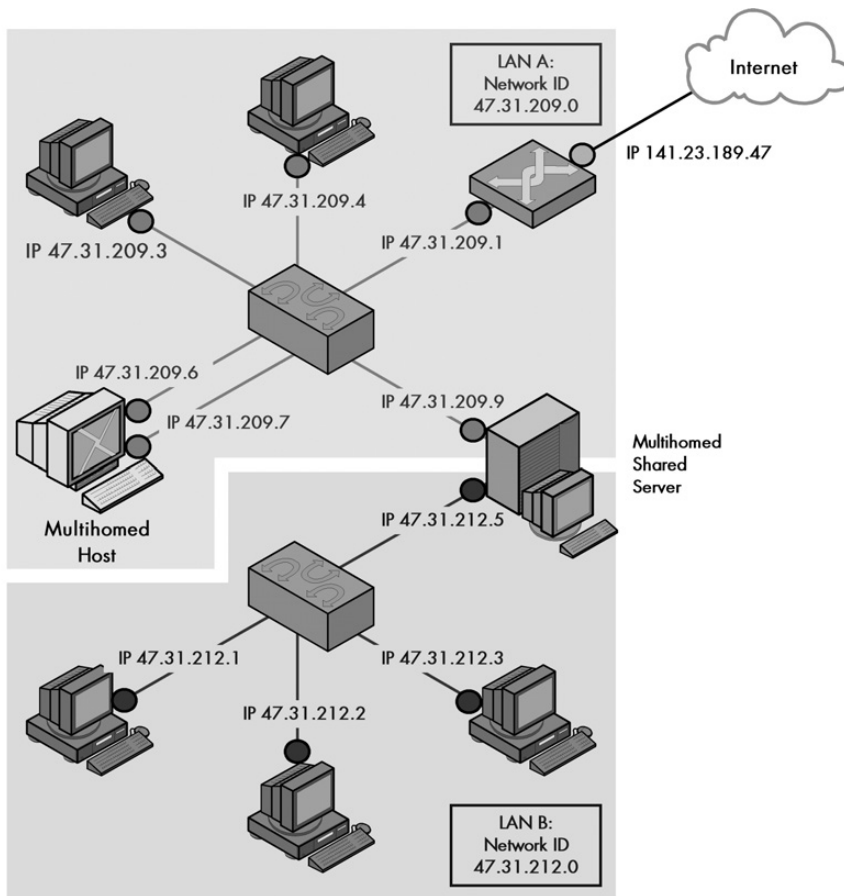 LAN A:
Network ID
47.31.209.0
Internet
IP 141.23.189.47
IP 47.31.209.4
IP 47.31.209.3
IP 47.31.209.1
IP 47.31.209.6
IP 47.31.209.7
IP 47.31.209.9
Multihomed
Shared
Server
Multihomed
Host
IP 47.31.212.5
IP 47.31.212.1
IP 47.31.212.3
IP 47.31.212.2
LAN B:
Network ID
47.31.212.0